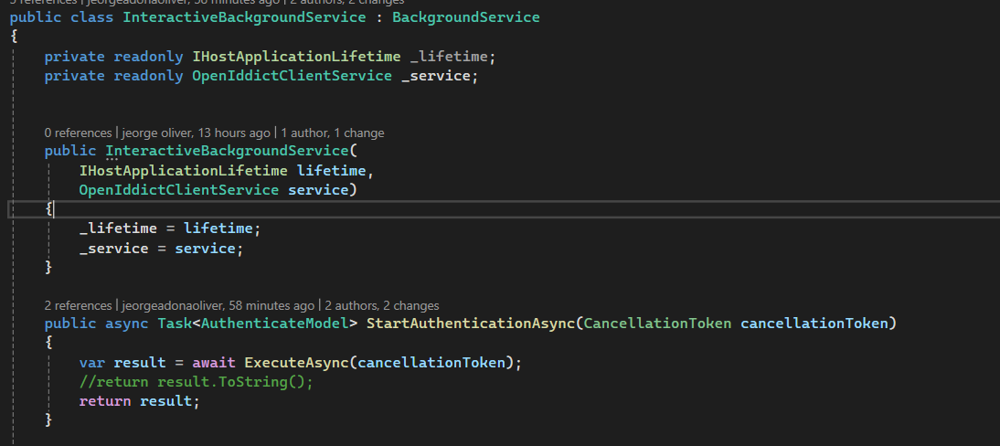 jeorgeadonaoliver, 58 minutes ago | 2 authors, 2 changes
public class InteractiveBackgroundService : BackgroundService
{
private readonly IHostApplicationLifetime _lifetime;
private readonly OpenIddictClientService _service;
0 references | jeorge oliver, 13 hours ago | 1 author, 1 change
public InteractiveBackgroundService(
IHostApplicationLifetime lifetime,
OpenIddictClientService service)
{
_lifetime = lifetime;
_service = service;
}
2 references | jeorgeadonaoliver, 58 minutes ago | 2 authors, 2 changes
public async Task<AuthenticateModel> StartAuthenticationAsync(CancellationToken cancellationToken)
{
var result = await ExecuteAsync(cancellationToken);
//return result.ToString();
return result;
}